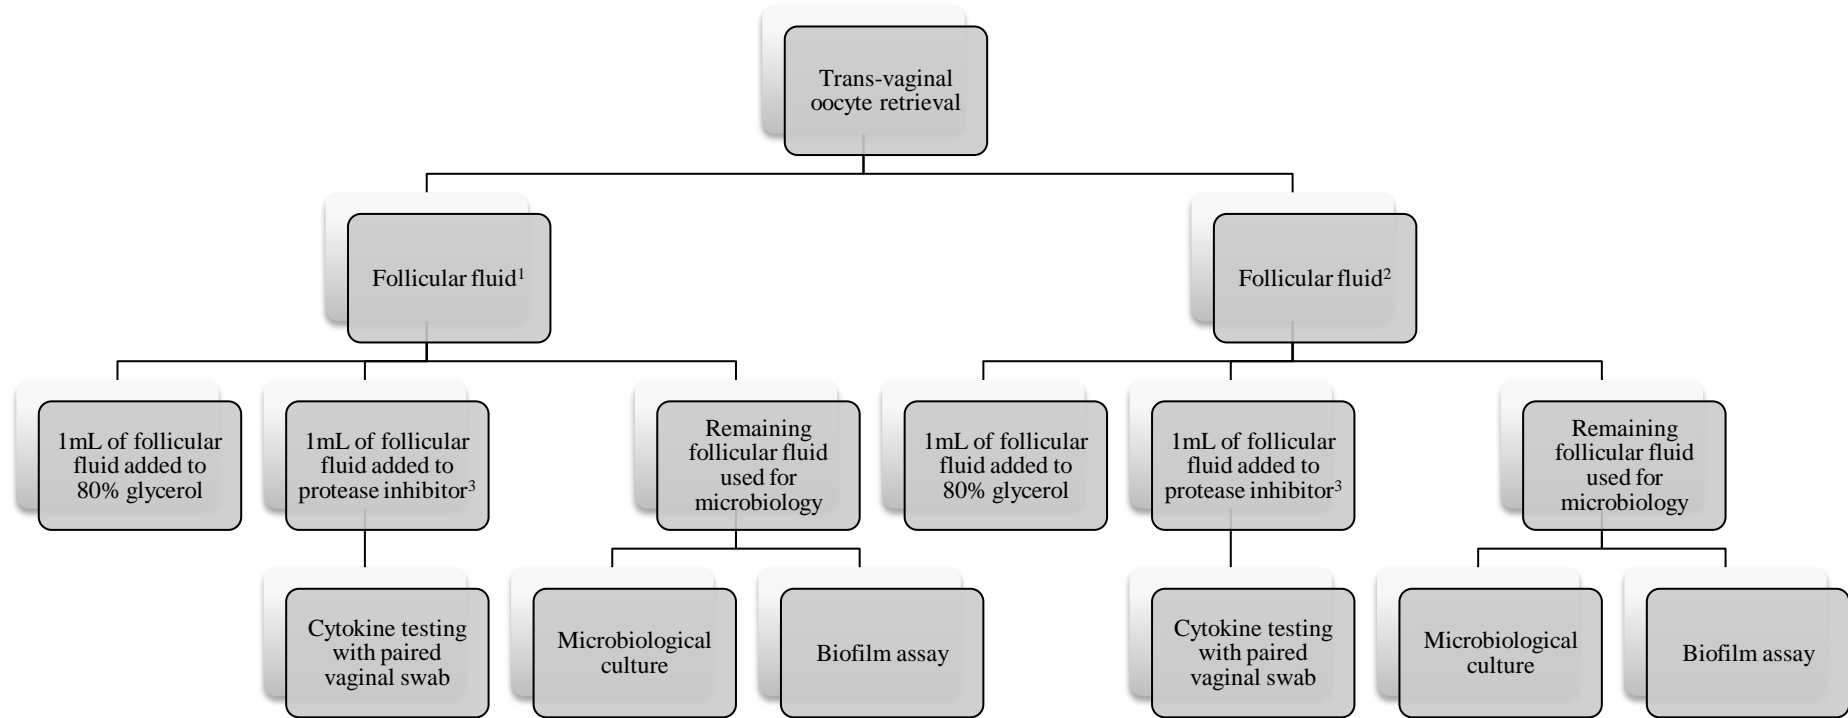 Trans-vaginal
oocyte retrieval
Follicular fluid¹
Follicular fluid²
1mL of follicular
fluid added to
80% glycerol
1mL of follicular
fluid added to
protease inhibitor³
Remaining
follicular fluid
used for
microbiology
1mL of follicular
fluid added to
80% glycerol
1mL of follicular
fluid added to
protease inhibitor³
Remaining
follicular fluid
used for
microbiology
Cytokine testing
with paired
vaginal swab
Microbiological
culture
Biofilm assay
Cytokine testing
with paired
vaginal swab
Microbiological
culture
Biofilm assay